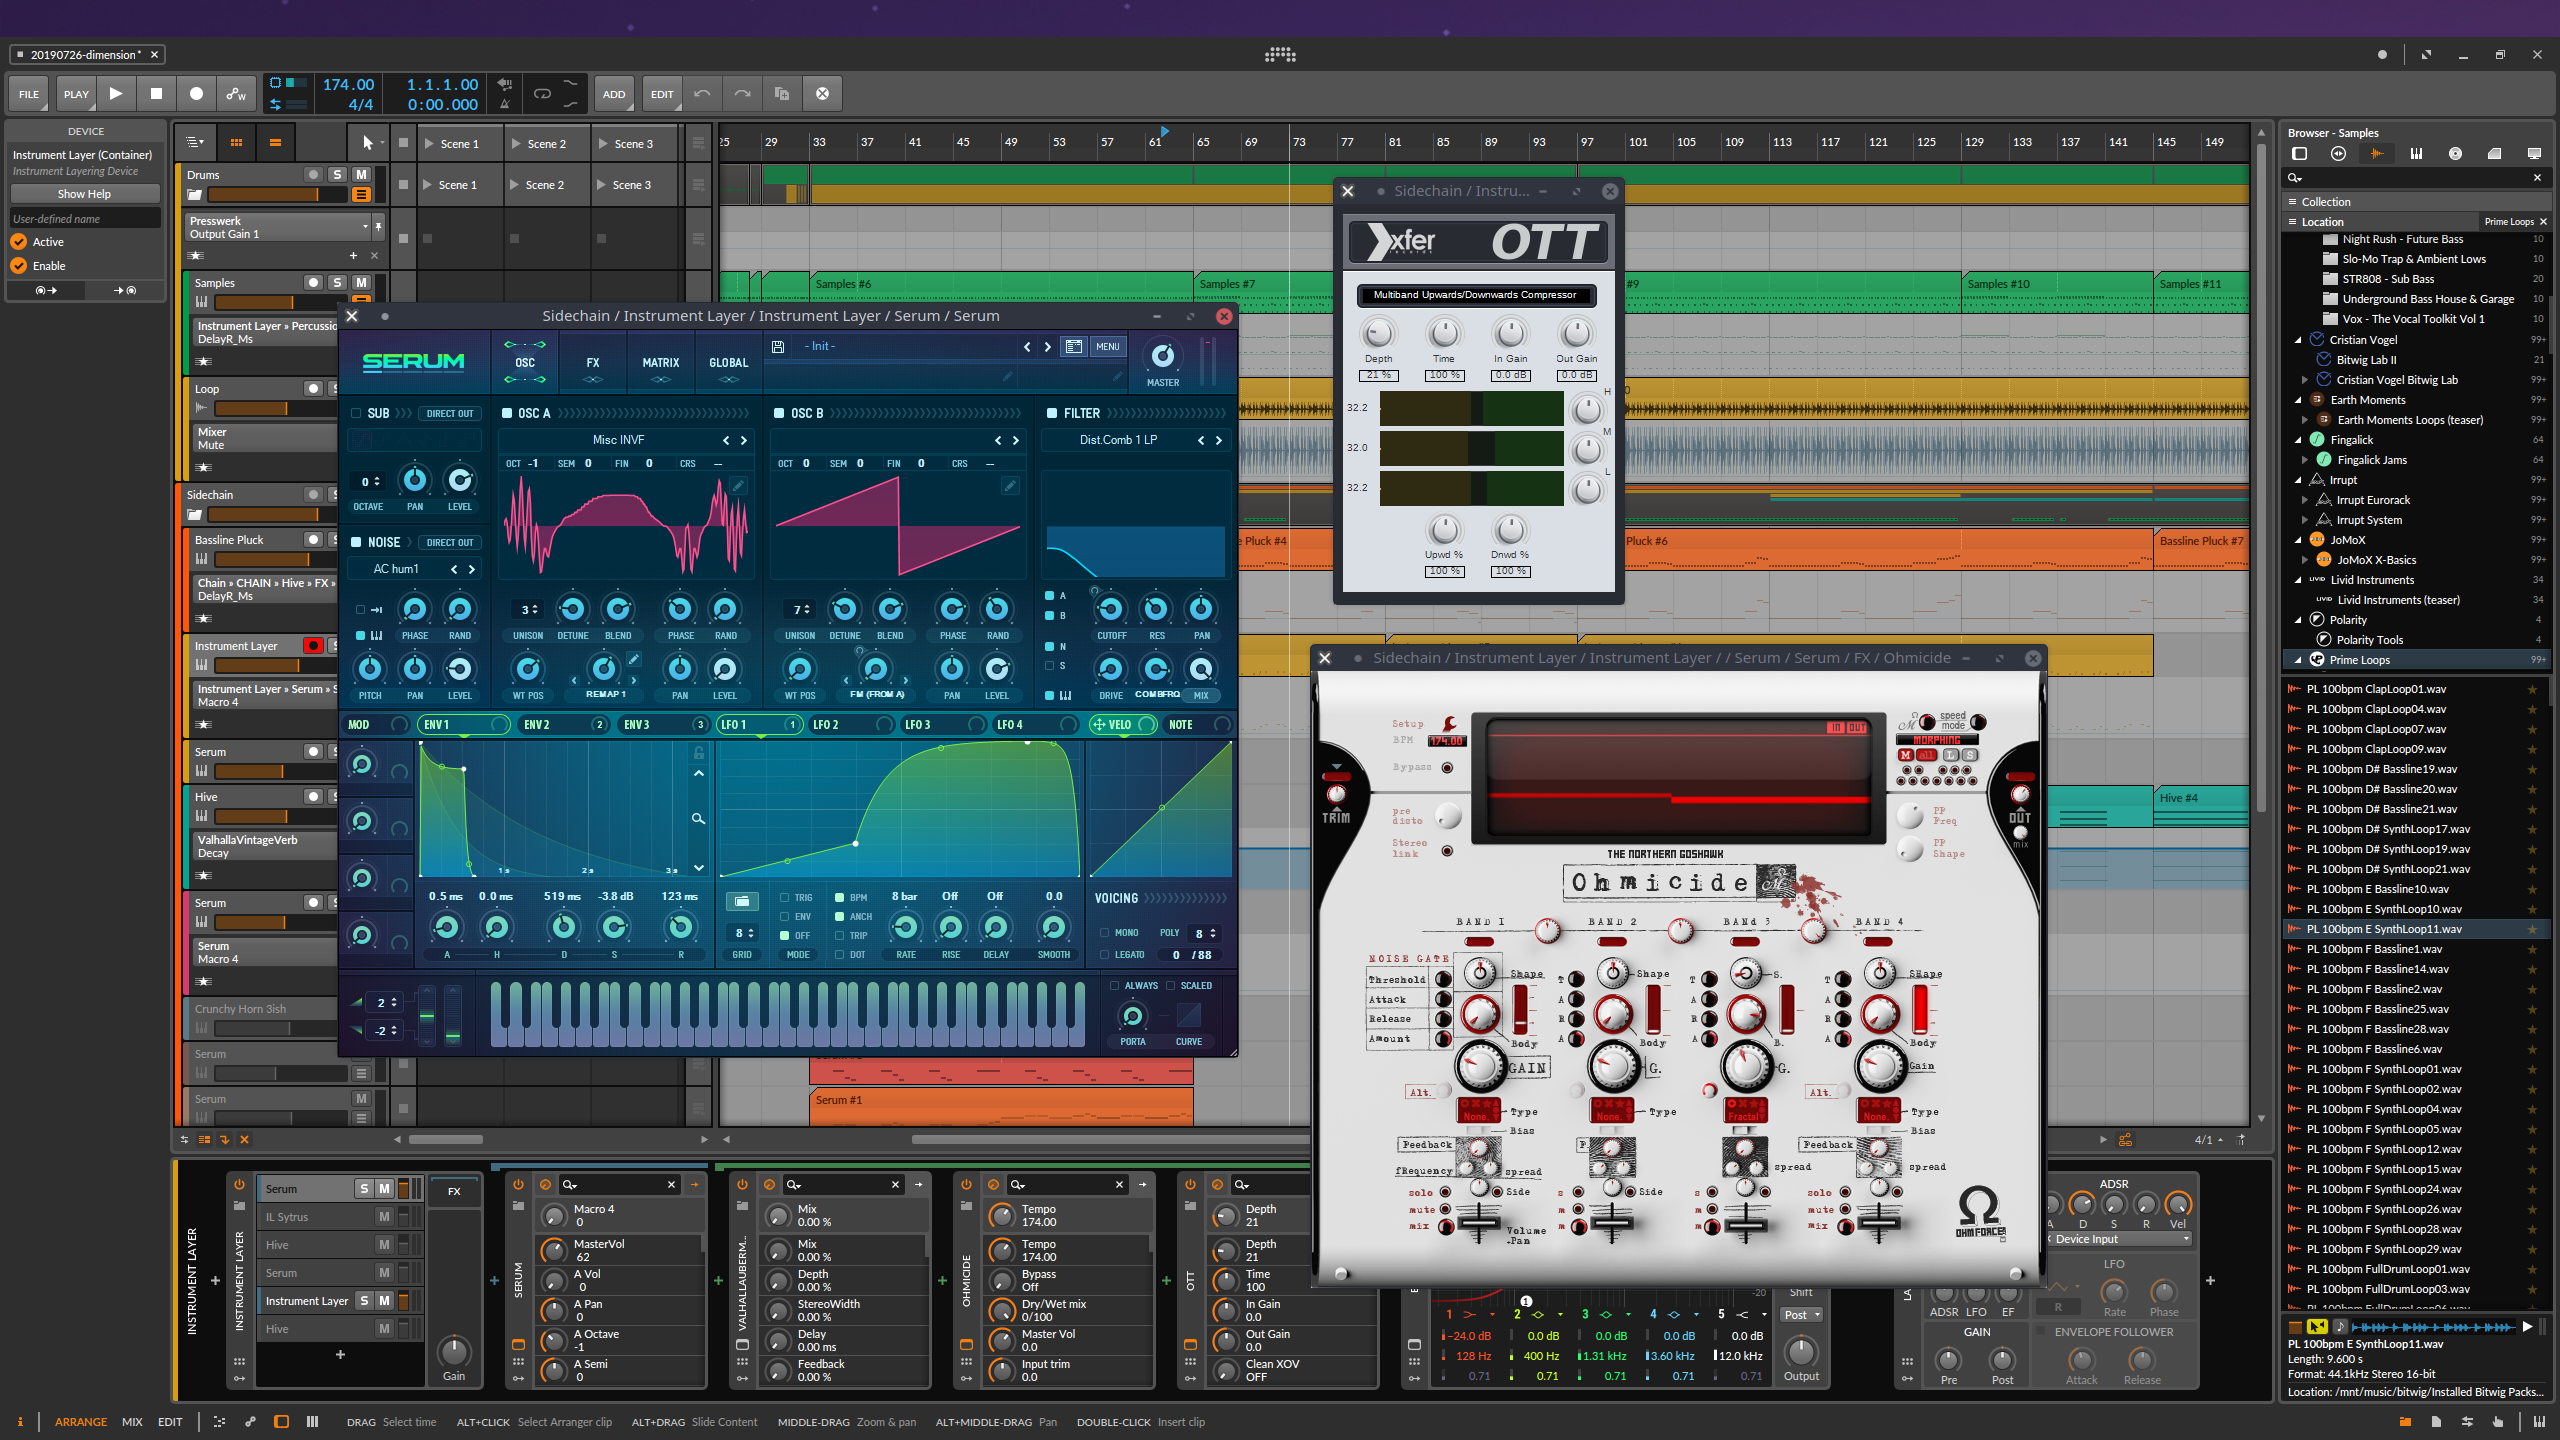 20190726-dimension*
FILE PLAY 174.00 4/4 1.1.1.00 0:00.000 ADD EDIT
DEVICE
Instrument Layer (Container)
Instrument Layering Device
Show Help
User-defined name
Active
Enable
Scene 1 Scene 2 Scene 3
Scene 1 Scene 2 Scene 3
25 29 33 37 41 45 49 53 57 61 65 69 73 77 81 85 89 93 97 101 105 109 113 117 121 125 129 133 137 141 145 149
Drums S M
Presswerk
Output Gain 1
Samples S M
Instrument Layer » Percussio
DelayR_Ms
Loop
Mixer
Mute
Sidechain
Bassline Pluck
Chain » CHAIN » Hive » FX »
DelayR_Ms
Instrument Layer
Instrument Layer » Serum » S
Macro 4
Serum
Hive
ValhallaVintageVerb
Decay
Serum
Serum
Macro 4
Crunchy Horn 3ish
Serum
Serum M
Samples #6 Samples #7 #9 Samples #10 Samples #11
e Pluck #4 Pluck #6 Bassline Pluck #7
Hive #4
Serum #1
4/1
Sidechain / Instrument Layer / Instrument Layer / Serum / Serum
SERUM OSC FX MATRIX GLOBAL - Init - MENU MASTER
SUB DIRECT OUT OSC A OSC B FILTER
Misc INVF Dist.Comb 1 LP
OCT -1 SEM 0 FIN 0 CRS --
OCT 0 SEM 0 FIN 0 CRS --
0 OCTAVE PAN LEVEL
NOISE DIRECT OUT
AC hum1
A B N S
PHASE RAND 3 UNISON DETUNE BLEND PHASE RAND 7 UNISON DETUNE BLEND PHASE RAND CUTOFF RES PAN
PITCH PAN LEVEL WT POS REMAP 1 PAN LEVEL WT POS FM (FROM A) PAN LEVEL DRIVE COMBFRQ MIX
MOD ENV 1 ENV 2 2 ENV 3 3 LFO 1 1 LFO 2 LFO 3 LFO 4 VELO NOTE
1 s 2 s 3 s
0.5 ms 0.0 ms 519 ms -3.8 dB 123 ms
A H D S R
8 GRID
TRIG ENV OFF MODE
BPM ANCH TRIP DOT
8 bar Off Off 0.0
RATE RISE DELAY SMOOTH
VOICING
MONO POLY 8
LEGATO 0 / 88
2
-2
ALWAYS SCALED
PORTA CURVE
Sidechain / Instru...
xfer RECORDS OTT
Multiband Upwards/Downwards Compressor
Depth Time In Gain Out Gain
21 % 100 % 0.0 dB 0.0 dB
32.2 H
32.0 M
32.2 L
Upwd % Dnwd %
100 % 100 %
Sidechain / Instrument Layer / Instrument Layer / / Serum / Serum / FX / Ohmicide
Setup
BPM 174.00
Bypass
IN OUT
speed mode
MORPHING
M all L S
TRIM
pre disto
Stereo link
PP Freq
PP Shape
OUT
mix
THE NORTHERN GOSHAWK
Ohmicide
BAND 1 BAND 2 BANd 3 BAND 4
NOISE GATE
Threshold
Attack
Release
Amount
Shape Shape S. Shape
T A R A
Body Body B. Body
GAIN G. G. Gain
Alt. Alt.
None. Type None. Type Fractal None. Type
Bias Bias
Feedback F Feedback
fRequency spread spread spread
solo Side s Side s solo
mute m m mute
mix m m mix
Volume +Pan
OHMFORCE
Browser - Samples
Collection
Location Prime Loops
Night Rush - Future Bass 10
Slo-Mo Trap & Ambient Lows 10
STR808 - Sub Bass 20
Underground Bass House & Garage 10
Vox - The Vocal Toolkit Vol 1 10
Cristian Vogel 99+
Bitwig Lab II 21
Cristian Vogel Bitwig Lab 99+
Earth Moments 99+
Earth Moments Loops (teaser) 99+
Fingalick 64
Fingalick Jams 64
Irrupt 99+
Irrupt Eurorack 99+
Irrupt System 99+
JoMoX 99+
JoMoX X-Basics 99+
Livid Instruments 34
Livid Instruments (teaser) 34
Polarity 4
Polarity Tools 4
Prime Loops 99+
PL 100bpm ClapLoop01.wav
PL 100bpm ClapLoop04.wav
PL 100bpm ClapLoop07.wav
PL 100bpm ClapLoop09.wav
PL 100bpm D# Bassline19.wav
PL 100bpm D# Bassline20.wav
PL 100bpm D# Bassline21.wav
PL 100bpm D# SynthLoop17.wav
PL 100bpm D# SynthLoop19.wav
PL 100bpm D# SynthLoop21.wav
PL 100bpm E Bassline10.wav
PL 100bpm E SynthLoop10.wav
PL 100bpm E SynthLoop11.wav
PL 100bpm F Bassline1.wav
PL 100bpm F Bassline14.wav
PL 100bpm F Bassline2.wav
PL 100bpm F Bassline25.wav
PL 100bpm F Bassline28.wav
PL 100bpm F Bassline6.wav
PL 100bpm F SynthLoop01.wav
PL 100bpm F SynthLoop02.wav
PL 100bpm F SynthLoop04.wav
PL 100bpm F SynthLoop05.wav
PL 100bpm F SynthLoop12.wav
PL 100bpm F SynthLoop15.wav
PL 100bpm F SynthLoop24.wav
PL 100bpm F SynthLoop26.wav
PL 100bpm F SynthLoop28.wav
PL 100bpm F SynthLoop29.wav
PL 100bpm FullDrumLoop01.wav
PL 100bpm FullDrumLoop03.wav
PL 100bpm FullDrumLoop06.wav
PL 100bpm E SynthLoop11.wav
Length: 9.600 s
Format: 44.1kHz Stereo 16-bit
Location: /mnt/music/bitwig/Installed Bitwig Packs...
INSTRUMENT LAYER
INSTRUMENT LAYER
Serum S M
IL Sytrus M
Hive M
Serum M
Instrument Layer S M
Hive M
FX
Gain
SERUM
Macro 4 0
MasterVol 62
A Vol 0
A Pan 0
A Octave -1
A Semi 0
VALHALLAUBERM...
Mix 0.00 %
Mix 0.00 %
Depth 0.00 %
StereoWidth 0.00 %
Delay 0.00 ms
Feedback 0.00 %
OHMICIDE
Tempo 174.00
Tempo 174.00
Bypass Off
Dry/Wet mix 0/100
Master Vol 0.0
Input trim 0.0
OTT
Depth 21
Depth 21
Time 100
In Gain 0.0
Out Gain 0.0
Clean XOV OFF
-20 Shift
1
1 2 3 4 5 Post
-24.0 dB 0.0 dB 0.0 dB 0.0 dB 0.0 dB
128 Hz 400 Hz 1.31 kHz 3.60 kHz 12.0 kHz
0.71 0.71 0.71 0.71 0.71 Output
ADSR
A D S R Vel
Device Input
LFO
ADSR LFO EF R Rate Phase
GAIN ENVELOPE FOLLOWER
Pre Post Attack Release
i ARRANGE MIX EDIT DRAG Select time ALT+CLICK Select Arranger clip ALT+DRAG Slide Content MIDDLE-DRAG Zoom & pan ALT+MIDDLE-DRAG Pan DOUBLE-CLICK Insert clip